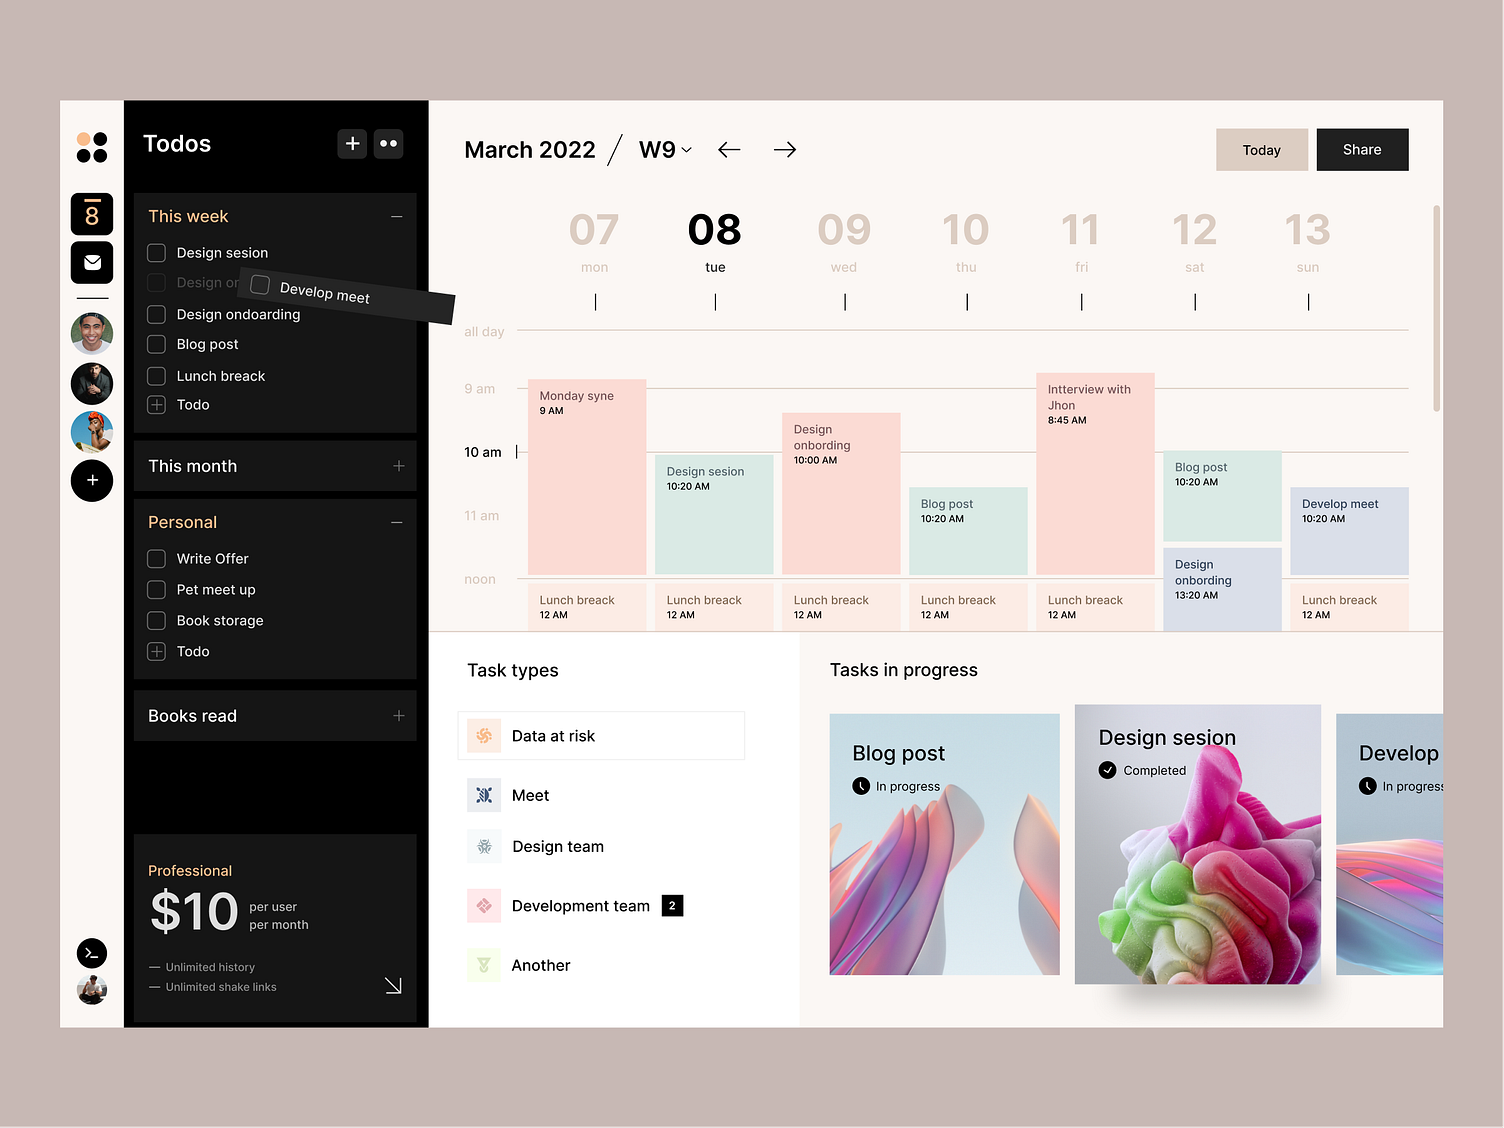 8
Todos
This week
Design sesion
Design or
Develop meet
Design ondoarding
Blog post
Lunch breack
Todo
This month
Personal
Write Offer
Pet meet up
Book storage
Todo
Books read
Professional
$10
per user
per month
— Unlimited history
— Unlimited shake links
March 2022 / W9
Today
Share
07 08 09 10 11 12 13
mon tue wed thu fri sat sun
all day
9 am
10 am
11 am
noon
Monday syne
9 AM
Design sesion
10:20 AM
Design
onbording
10:00 AM
Blog post
10:20 AM
Intterview with
Jhon
8:45 AM
Blog post
10:20 AM
Design
onbording
13:20 AM
Develop meet
10:20 AM
Lunch breack
12 AM
Lunch breack
12 AM
Lunch breack
12 AM
Lunch breack
12 AM
Lunch breack
12 AM
Lunch breack
12 AM
Task types
Data at risk
Meet
Design team
Development team 2
Another
Tasks in progress
Blog post
In progress
Design sesion
Completed
Develop
In progress